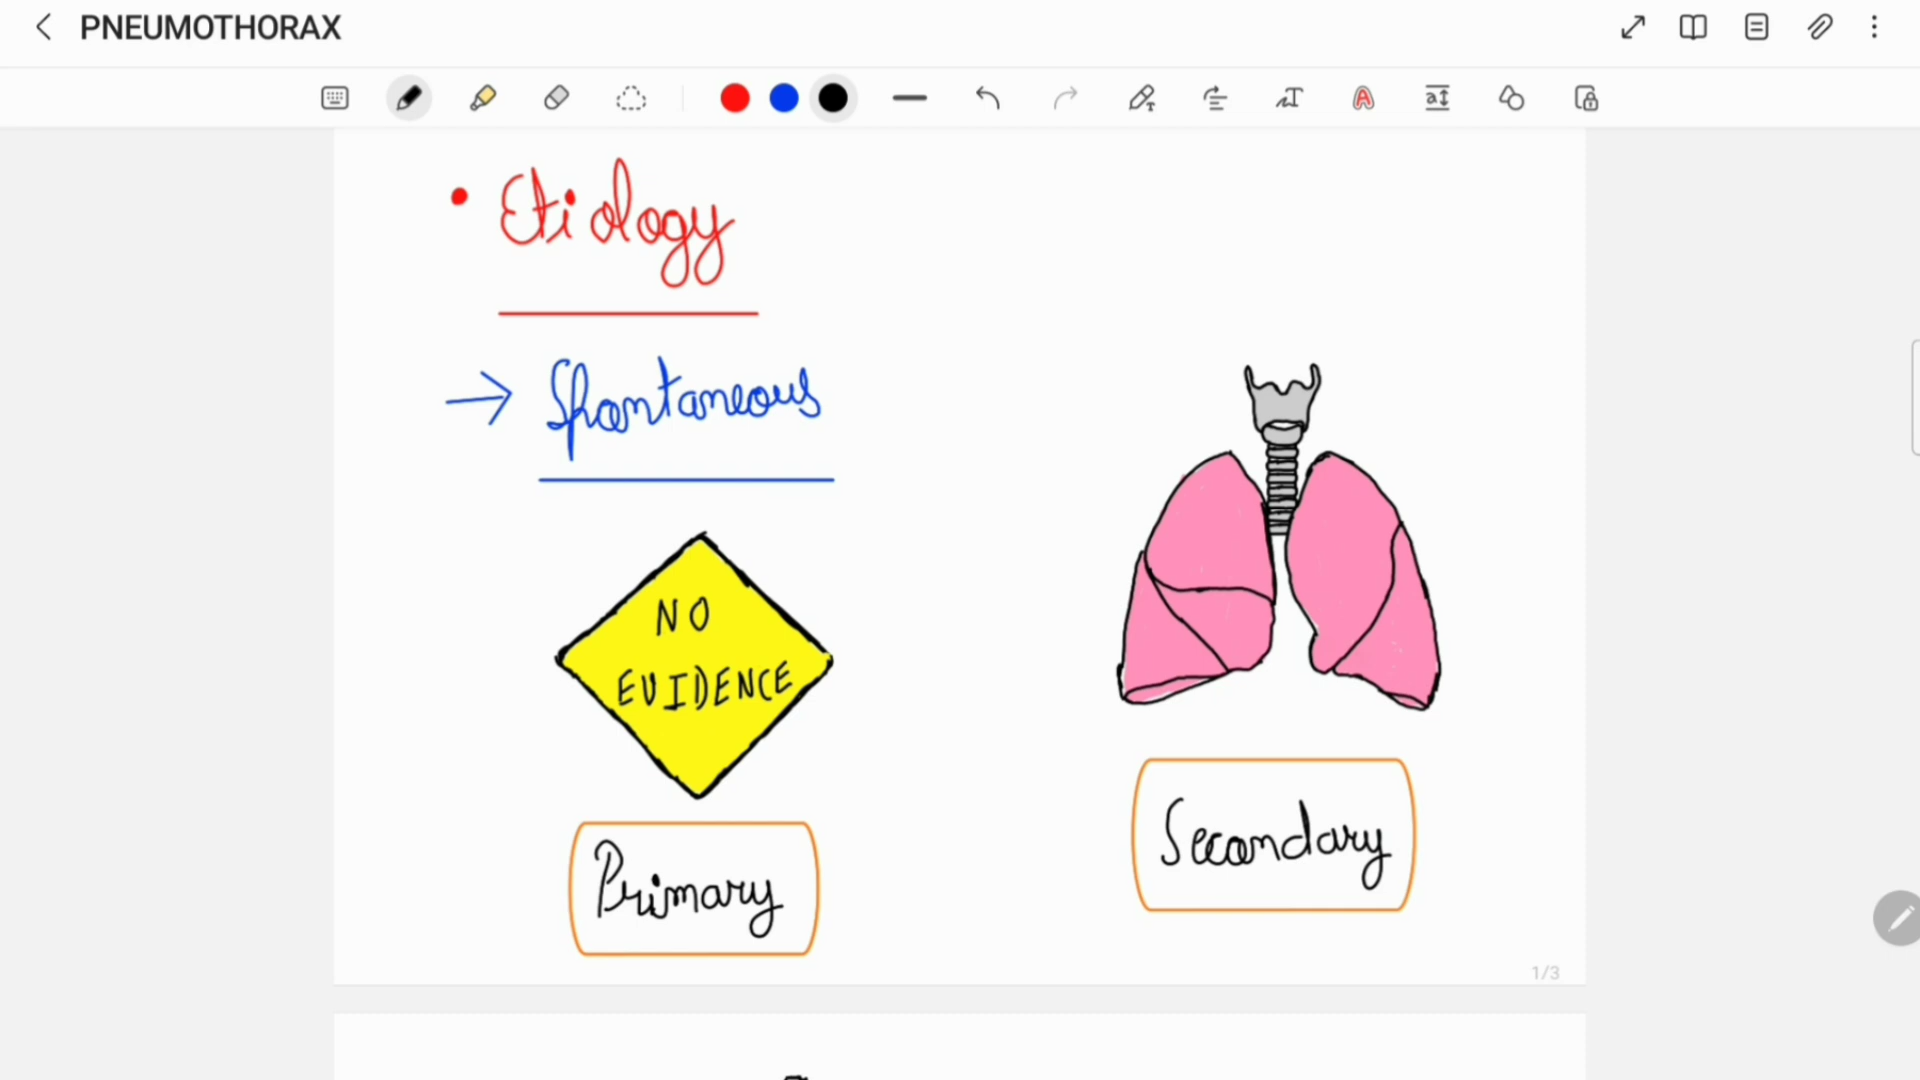 PNEUMOTHORAX
• Etiology
→ Spontaneous
NO
EVIDENCE
Primary
Secondary
1/3